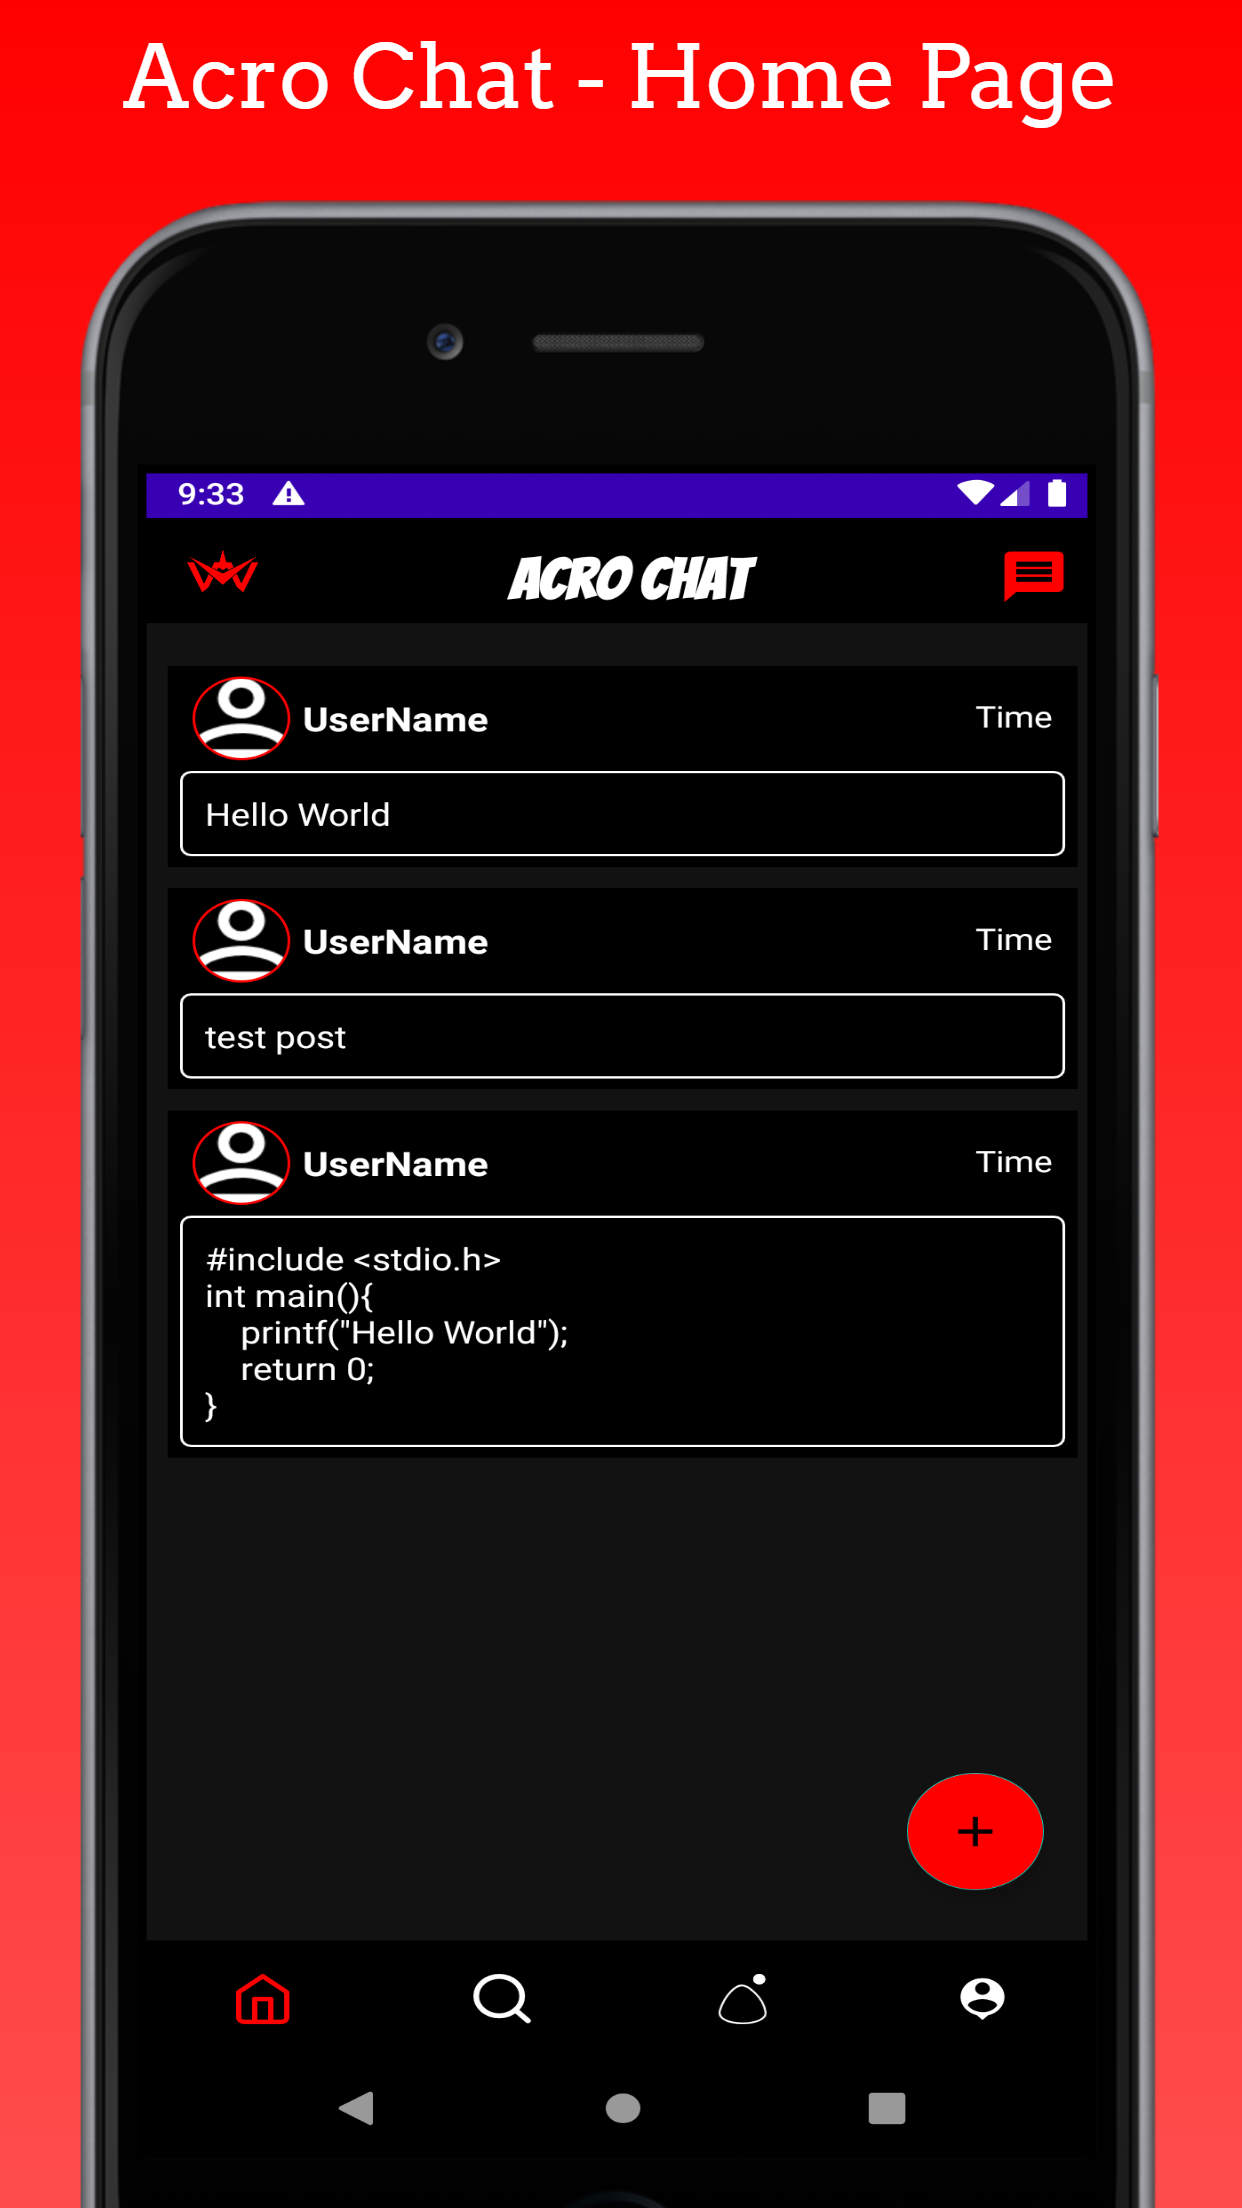 Acro Chat - Home Page
9:33
ACRO CHAT
UserName
Time
Hello World
UserName
Time
test post
UserName
Time
#include <stdio.h>
int main(){
    printf("Hello World");
    return 0;
}